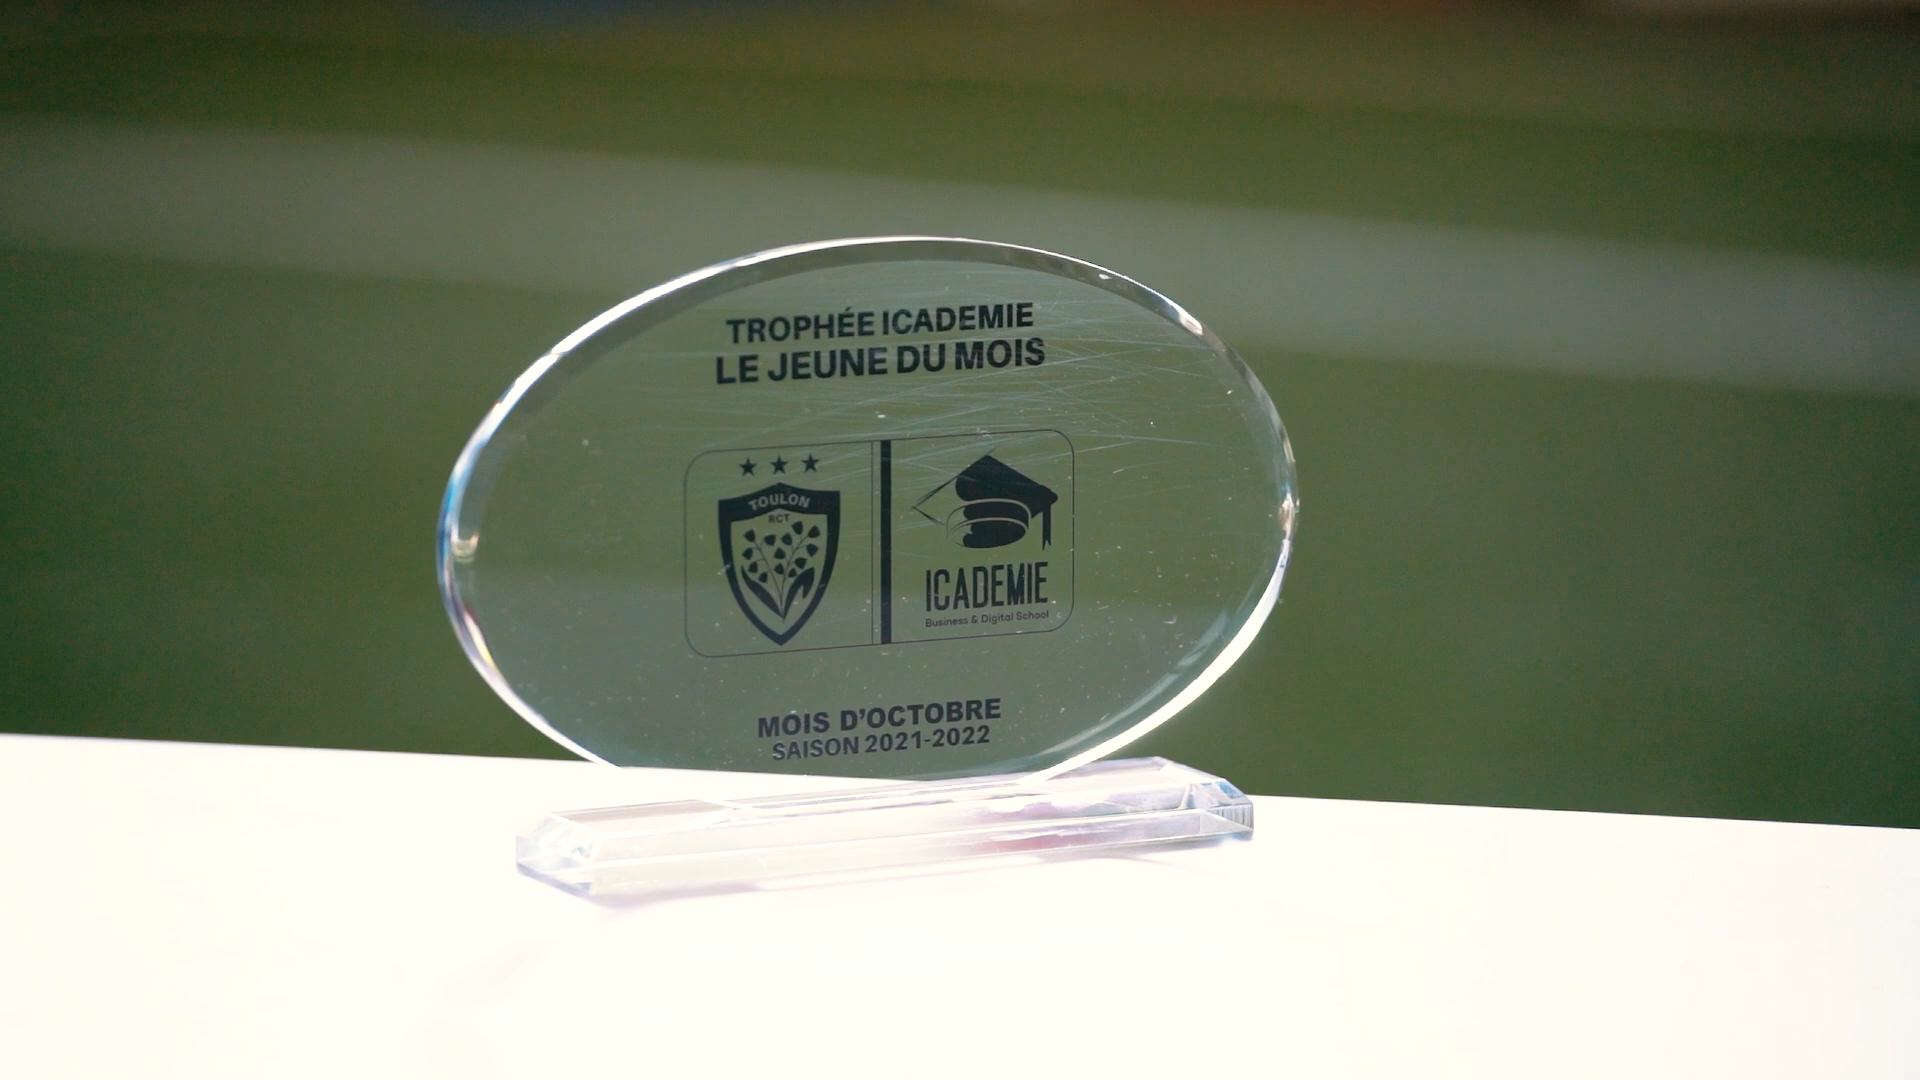 TROPHÉE ICADEMIE
LE JEUNE DU MOIS
TOULON
RCT
ICADEMIE
Business & Digital School
MOIS D'OCTOBRE
SAISON 2021-2022